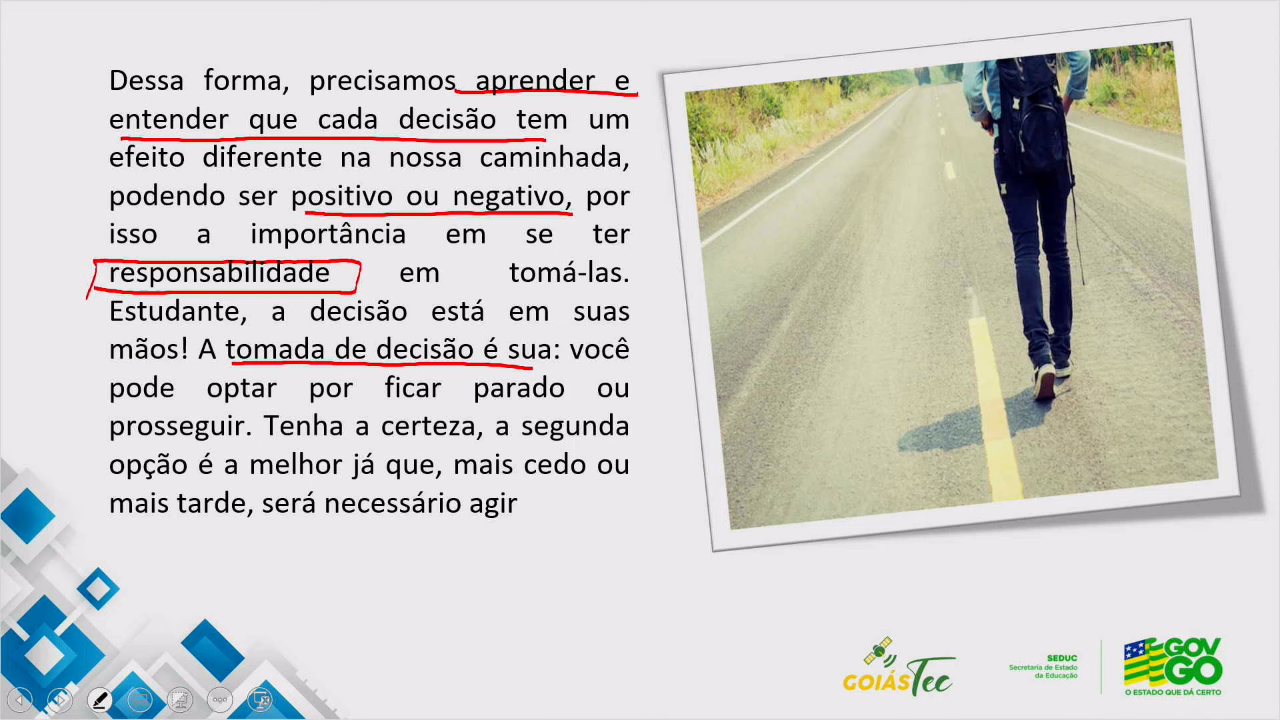 Dessa forma, precisamos aprender e
entender que cada decisão tem um
efeito diferente na nossa caminhada,
podendo ser positivo ou negativo, por
isso a importância em se ter
responsabilidade em tomá-las.
Estudante, a decisão está em suas
mãos! A tomada de decisão é sua: você
pode optar por ficar parado ou
prosseguir. Tenha a certeza, a segunda
opção é a melhor já que, mais cedo ou
mais tarde, será necessário agir
GOIÁS Tec
SEDUC
Secretaria de Estado
da Educação
GOV
GO
O ESTADO QUE DÁ CERTO